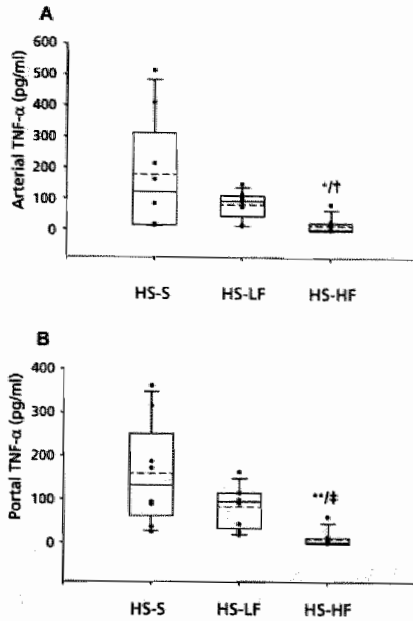 A
Arterial TNF-α (pg/ml)
600
500
400
300
200
100
0
*/†
HS-S
HS-LF
HS-HF
B
Portal TNF-α (pg/ml)
400
300
200
100
0
**/‡
HS-S
HS-LF
HS-HF